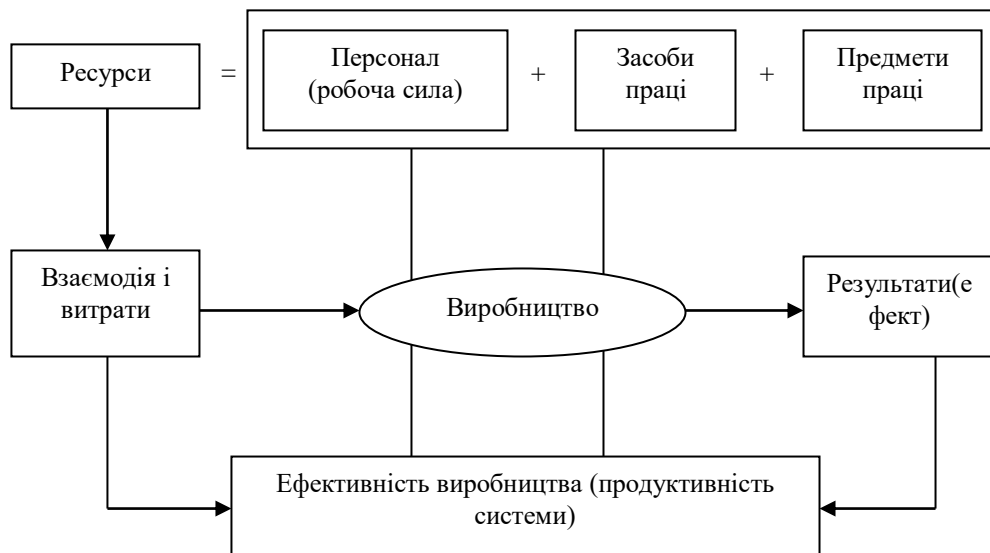 Ресурси
=
Персонал
(робоча сила)
+
Засоби
праці
+
Предмети
праці
Взаємодія і
витрати
Виробництво
Результати(е
фект)
Ефективність виробництва (продуктивність
системи)